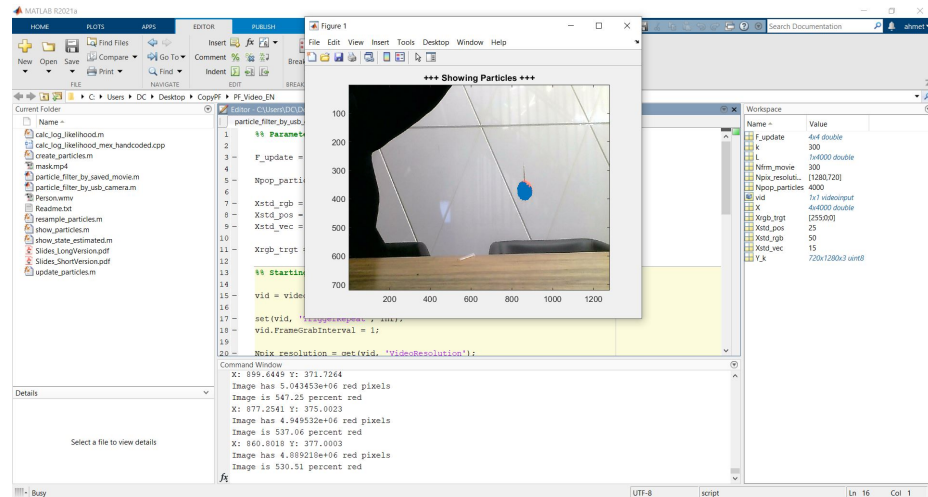 MATLAB R2021a
HOME PLOTS APPS EDITOR PUBLISH
Search Documentation ahmet
New Open Save
Find Files
Compare
Print
Go To
Find
Insert fx
Comment %
Indent
Break
FILE NAVIGATE EDIT BREAK
C: Users DC Desktop CopyPF PF_Video_EN
Current Folder
Name
calc_log_likelihood.m
calc_log_likelihood_mex_handcoded.cpp
create_particles.m
mask.mp4
particle_filter_by_saved_movie.m
particle_filter_by_usb_camera.m
Person.wmv
Readme.txt
resample_particles.m
show_particles.m
show_state_estimated.m
Slides_LongVersion.pdf
Slides_ShortVersion.pdf
update_particles.m
Details
Select a file to view details
Editor - C:\Users\DC\De
particle_filter_by_usb_
1 %% Paramete
2
3 - F_update =
4
5 - Npop_partic
6
7 - Xstd_rgb =
8 - Xstd_pos =
9 - Xstd_vec =
10
11 - Xrgb_trgt =
12
13 %% Starting
14
15 - vid = vide
16
17 - set(vid, 'TriggerRepeat', Inf);
18 - vid.FrameGrabInterval = 1;
19
20 - Npix_resolution = get(vid, 'VideoResolution');
Figure 1
File Edit View Insert Tools Desktop Window Help
+++ Showing Particles +++
100
200
300
400
500
600
700
200 400 600 800 1000 1200
Command Window
X: 899.6449 Y: 371.7264
Image has 5.043453e+06 red pixels
Image is 547.25 percent red
X: 877.2541 Y: 375.0023
Image has 4.949532e+06 red pixels
Image is 537.06 percent red
X: 860.8018 Y: 377.0003
Image has 4.889218e+06 red pixels
Image is 530.51 percent red
fx
Workspace
Name Value
F_update 4x4 double
k 300
L 1x4000 double
Nfrm_movie 300
Npix_resoluti... [1280,720]
Npop_particles 4000
vid 1x1 videoinput
X 4x4000 double
Xrgb_trgt [255;0;0]
Xstd_pos 25
Xstd_rgb 50
Xstd_vec 15
Y_k 720x1280x3 uint8
Busy UTF-8 script Ln 16 Col 1